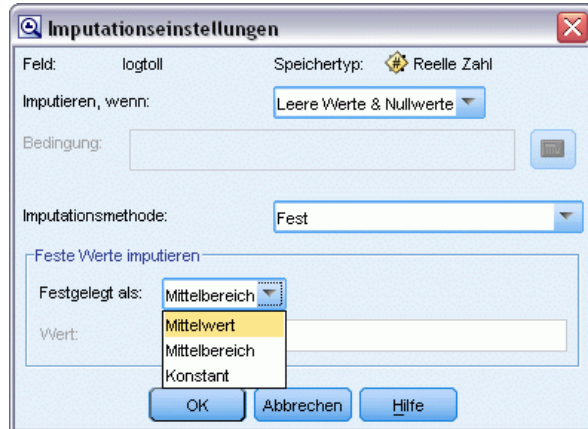 Imputationseinstellungen
Feld: logtoll Speichertyp: Reelle Zahl
Imputieren, wenn: Leere Werte & Nullwerte
Bedingung:
Imputationsmethode: Fest
Feste Werte imputieren
Festgelegt als: Mittelbereich
Wert:
Mittelwert
Mittelbereich
Konstant
OK Abbrechen Hilfe